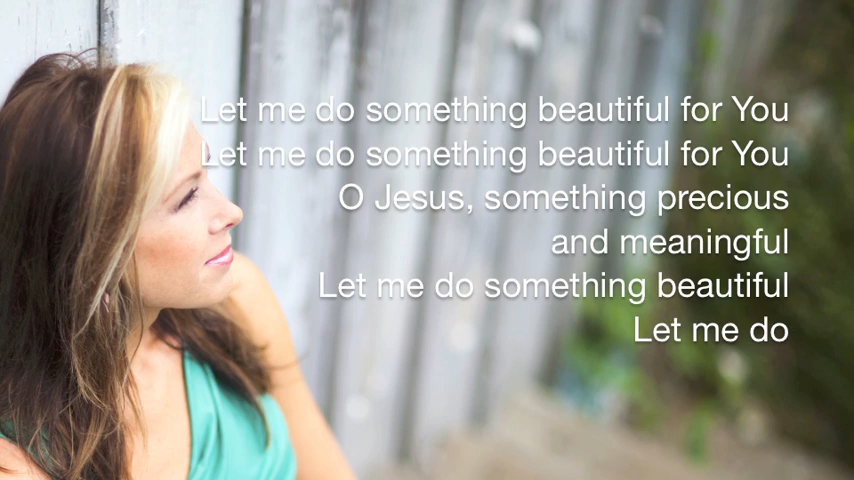 Let me do something beautiful for You
Let me do something beautiful for You
O Jesus, something precious
and meaningful
Let me do something beautiful
Let me do